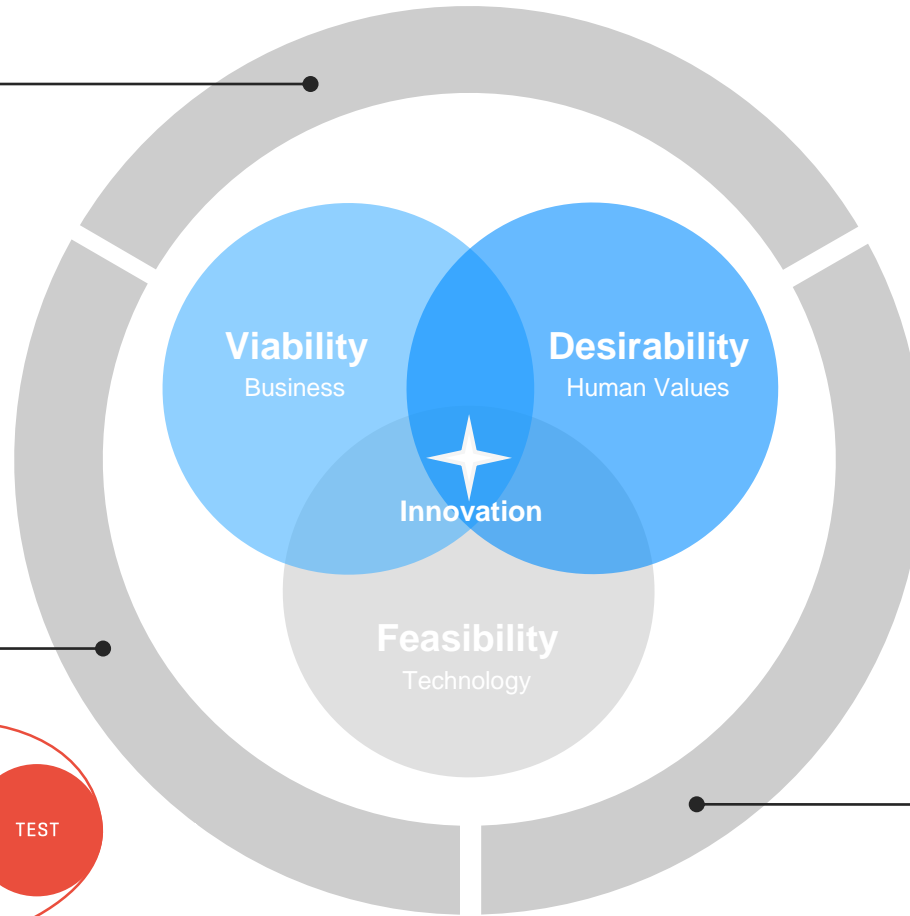 Viability
Business
Desirability
Human Values
Innovation
Feasibility
Technology
TEST